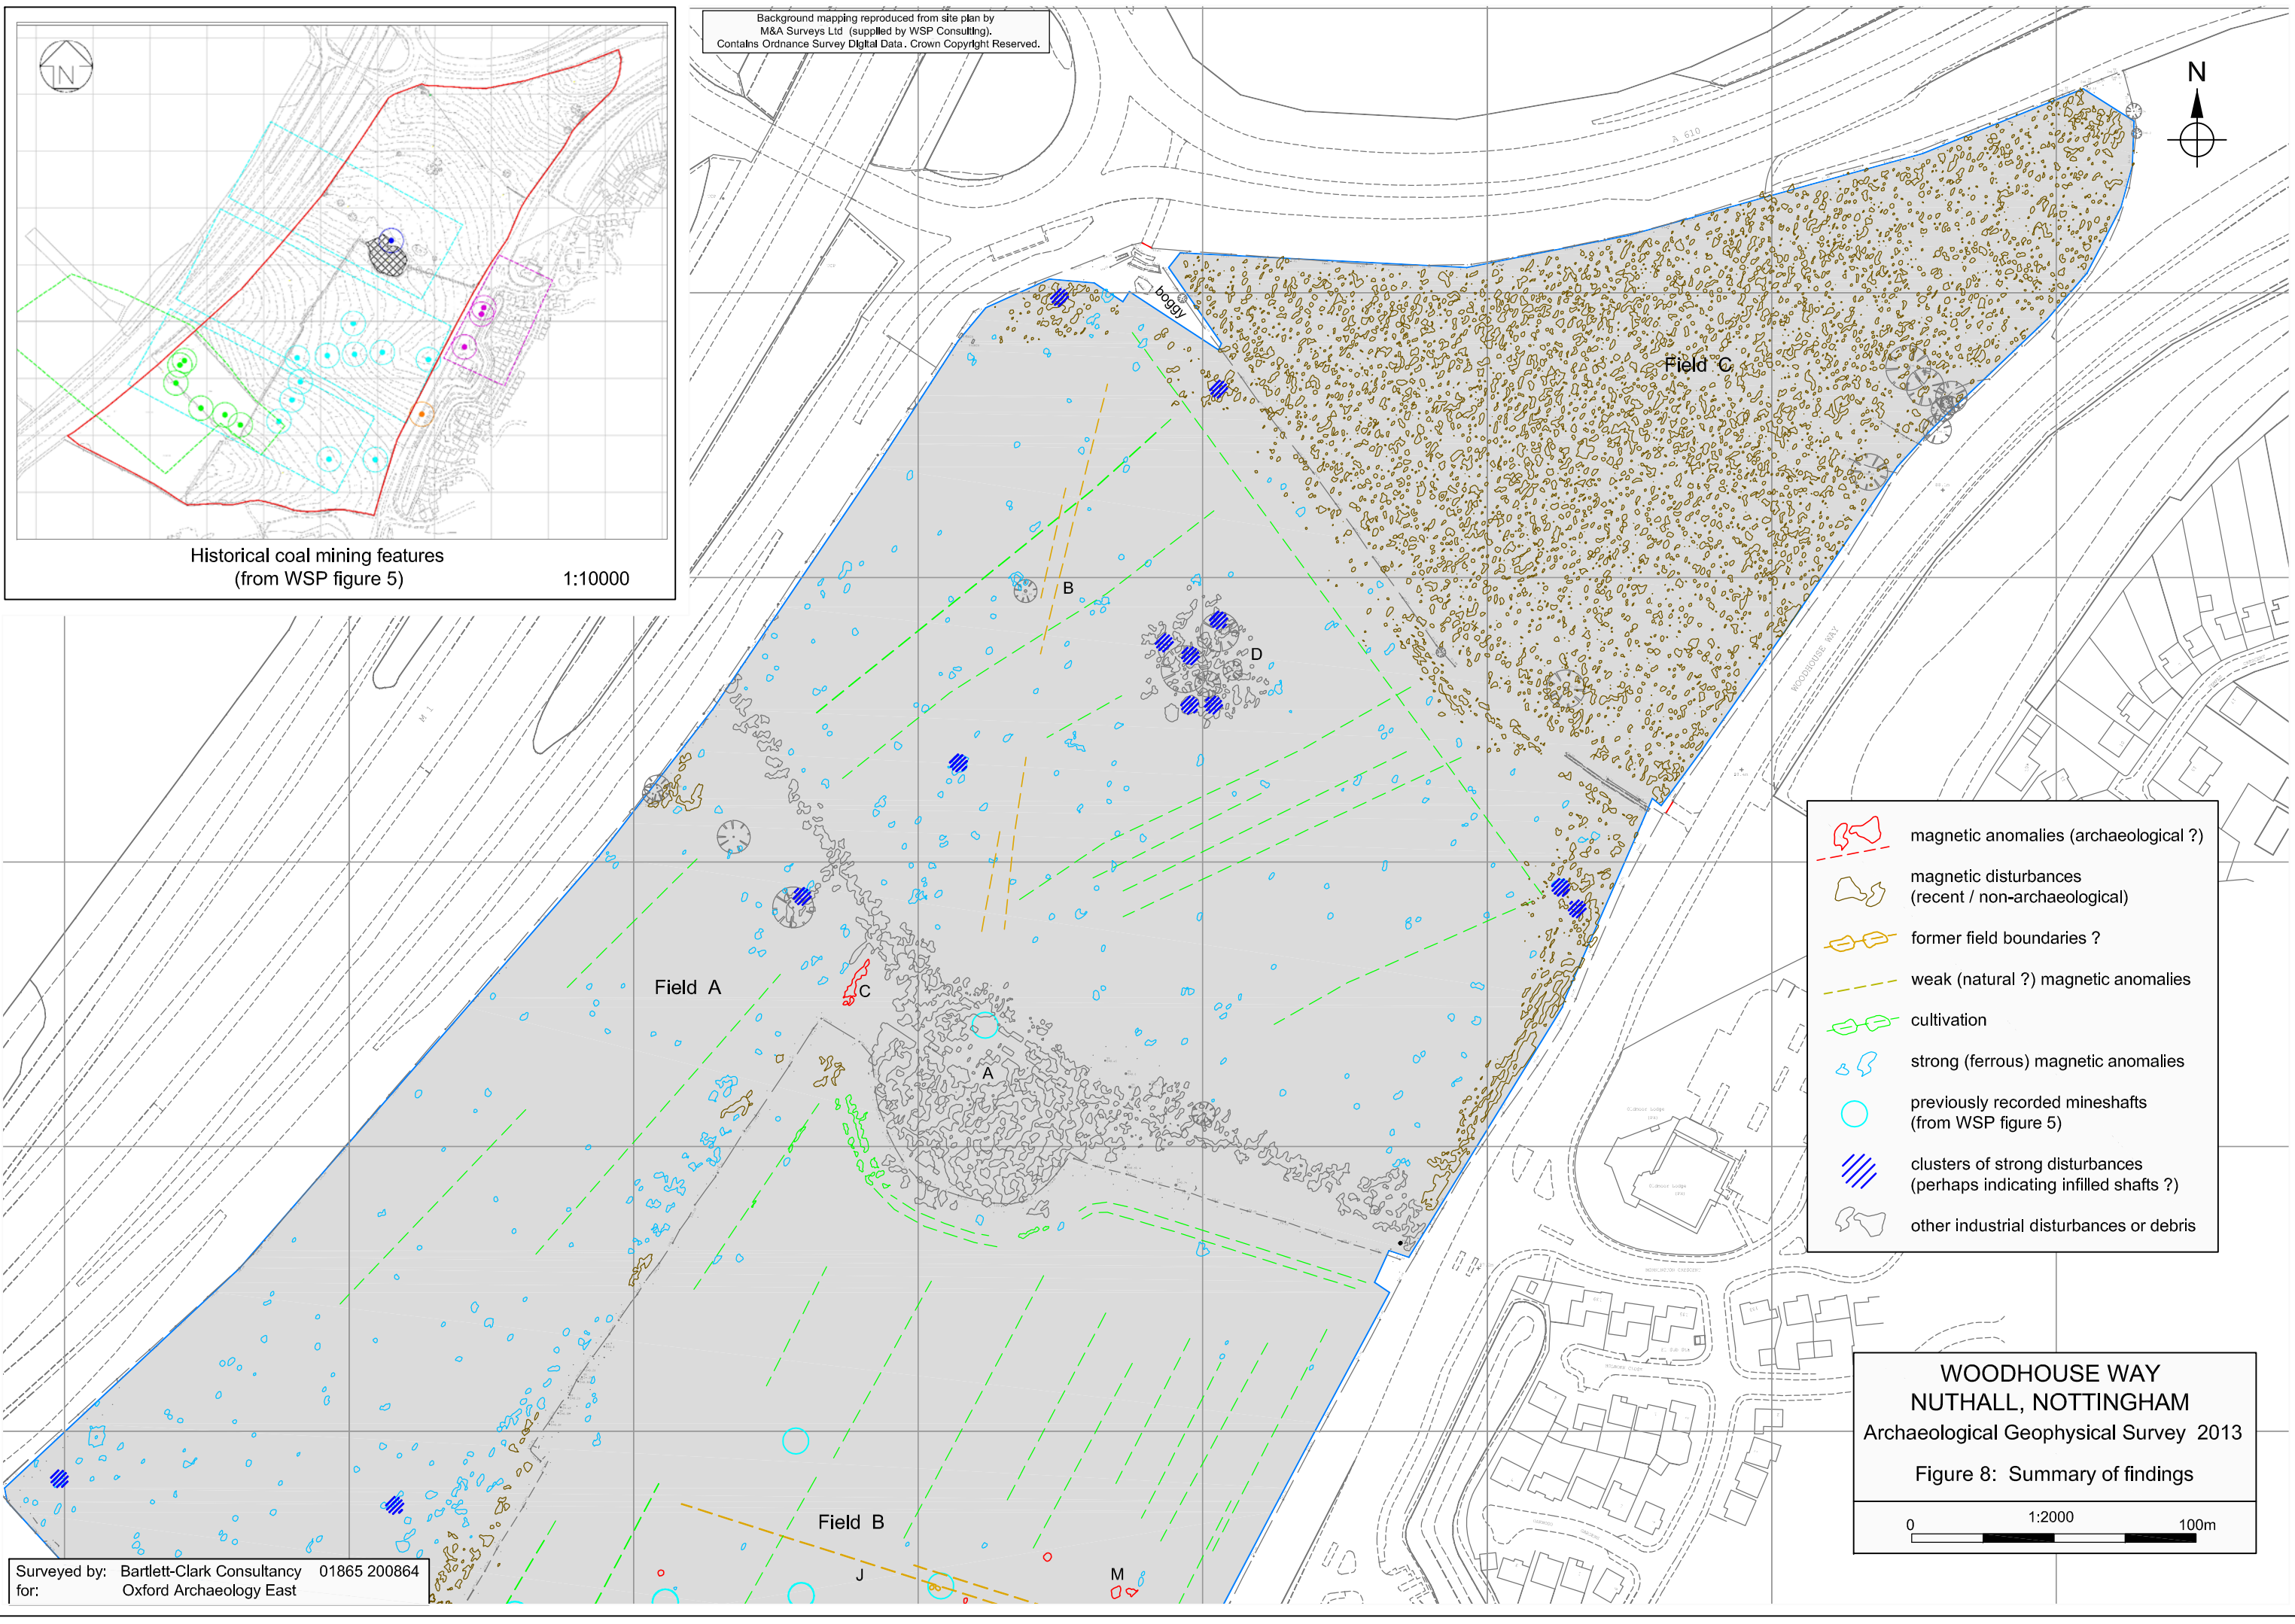 N
Historical coal mining features
(from WSP figure 5)
1:10000
Background mapping reproduced from site plan by
M&A Surveys Ltd (supplied by WSP Consulting).
Contains Ordnance Survey Digital Data. Crown Copyright Reserved.
A 610
N
boggy
Field C
B
D
M 1
WOODHOUSE WAY
Field A
C
A
magnetic anomalies (archaeological ?)
magnetic disturbances
(recent / non-archaeological)
former field boundaries ?
weak (natural ?) magnetic anomalies
cultivation
strong (ferrous) magnetic anomalies
previously recorded mineshafts
(from WSP figure 5)
clusters of strong disturbances
(perhaps indicating infilled shafts ?)
other industrial disturbances or debris
Field B
J
M
WOODHOUSE WAY
NUTHALL, NOTTINGHAM
Archaeological Geophysical Survey 2013
Figure 8: Summary of findings
1:2000
0
100m
Surveyed by: Bartlett-Clark Consultancy 01865 200864
for: Oxford Archaeology East